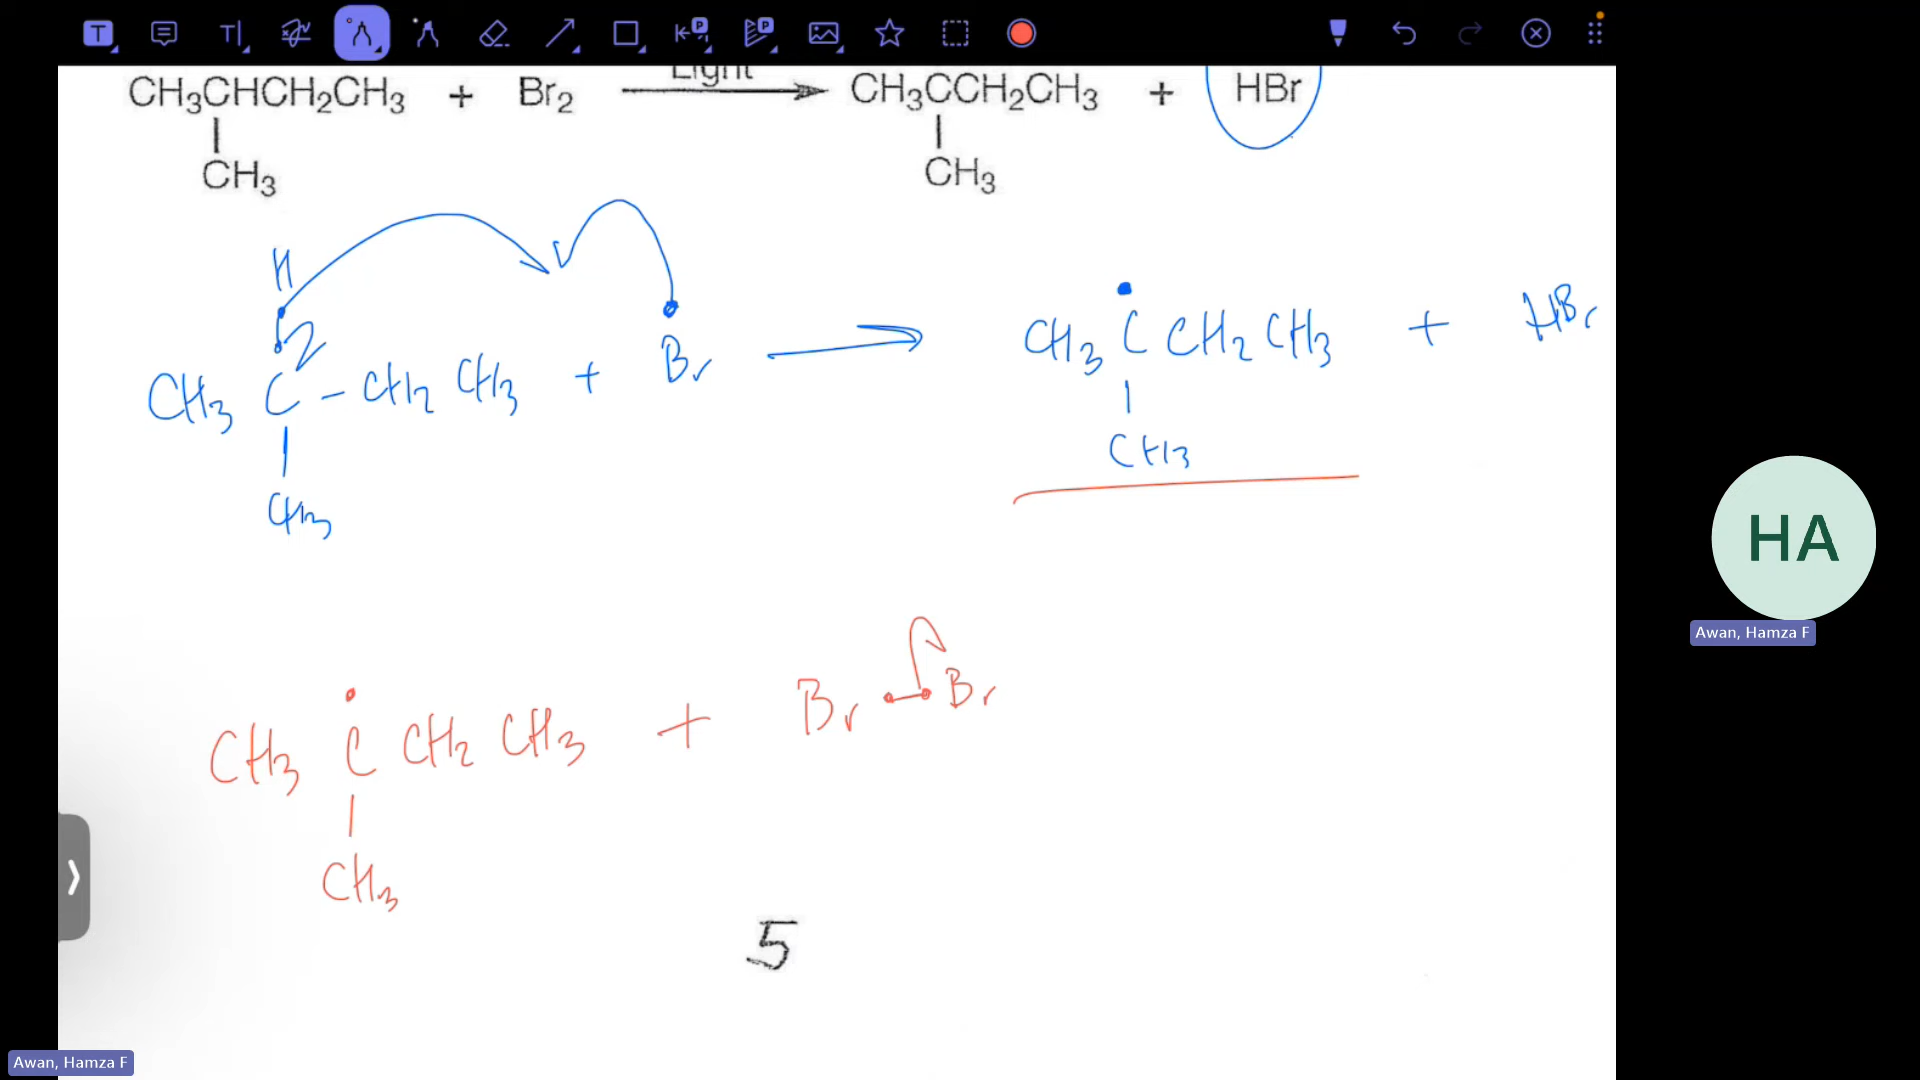 CH3CHCH2CH3 + Br2 Light CH3CCH2CH3 + HBr
CH3 CH3
H
CH3 C - CH2 CH3 + Br CH3 C CH2 CH3 + HBr
CH3 CH3
CH3 C CH2 CH3 + Br Br
CH3
5
HA
Awan, Hamza F
Awan, Hamza F